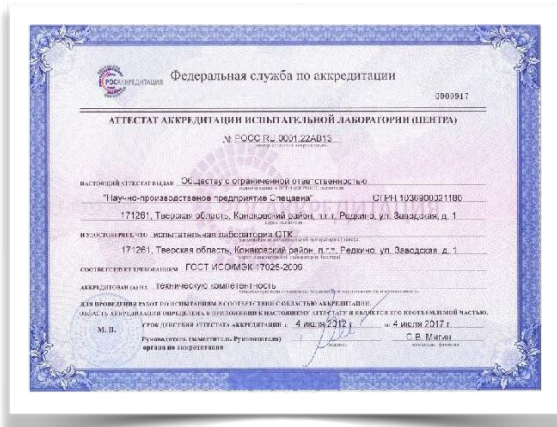 РОСАККРЕДИТАЦИЯ
Федеральная служба по аккредитации
0000917
АТТЕСТАТ АККРЕДИТАЦИИ ИСПЫТАТЕЛЬНОЙ ЛАБОРАТОРИИ (ЦЕНТРА)
№ РОСС RU.0001.22АВ13
НАСТОЯЩИЙ АТТЕСТАТ ВЫДАН Обществу с ограниченной ответственностью
"Научно-производственное предприятие Спецавиа" ОГРН
171261, Тверская область, Конаковский район, п.г.т. Редкино, ул. Заводская, д. 1
И УДОСТОВЕРЯЕТ, ЧТО испытательная лаборатория ОТК
171261, Тверская область, Конаковский район, п.г.т. Редкино, ул. Заводская, д. 1
СООТВЕТСТВУЕТ ТРЕБОВАНИЯМ ГОСТ ИСО/МЭК 17025-2009
АККРЕДИТОВАН(А) НА техническую компетентность
ДЛЯ ПРОВЕДЕНИЯ РАБОТ ПО ИСПЫТАНИЯМ В СООТВЕТСТВИИ С ОБЛАСТЬЮ АККРЕДИТАЦИИ.
ОБЛАСТЬ АККРЕДИТАЦИИ ОПРЕДЕЛЕНА В ПРИЛОЖЕНИИ К НАСТОЯЩЕМУ АТТЕСТАТУ И ЯВЛЯЕТСЯ ЕГО НЕОТЪЕМЛЕМОЙ ЧАСТЬЮ.
СРОК ДЕЙСТВИЯ АТТЕСТАТА АККРЕДИТАЦИИ с 4 июля 2012 г по 4 июля 2017 г
М. П.
Руководитель (заместитель Руководителя)
органа по аккредитации
подпись
С.В. Мигин